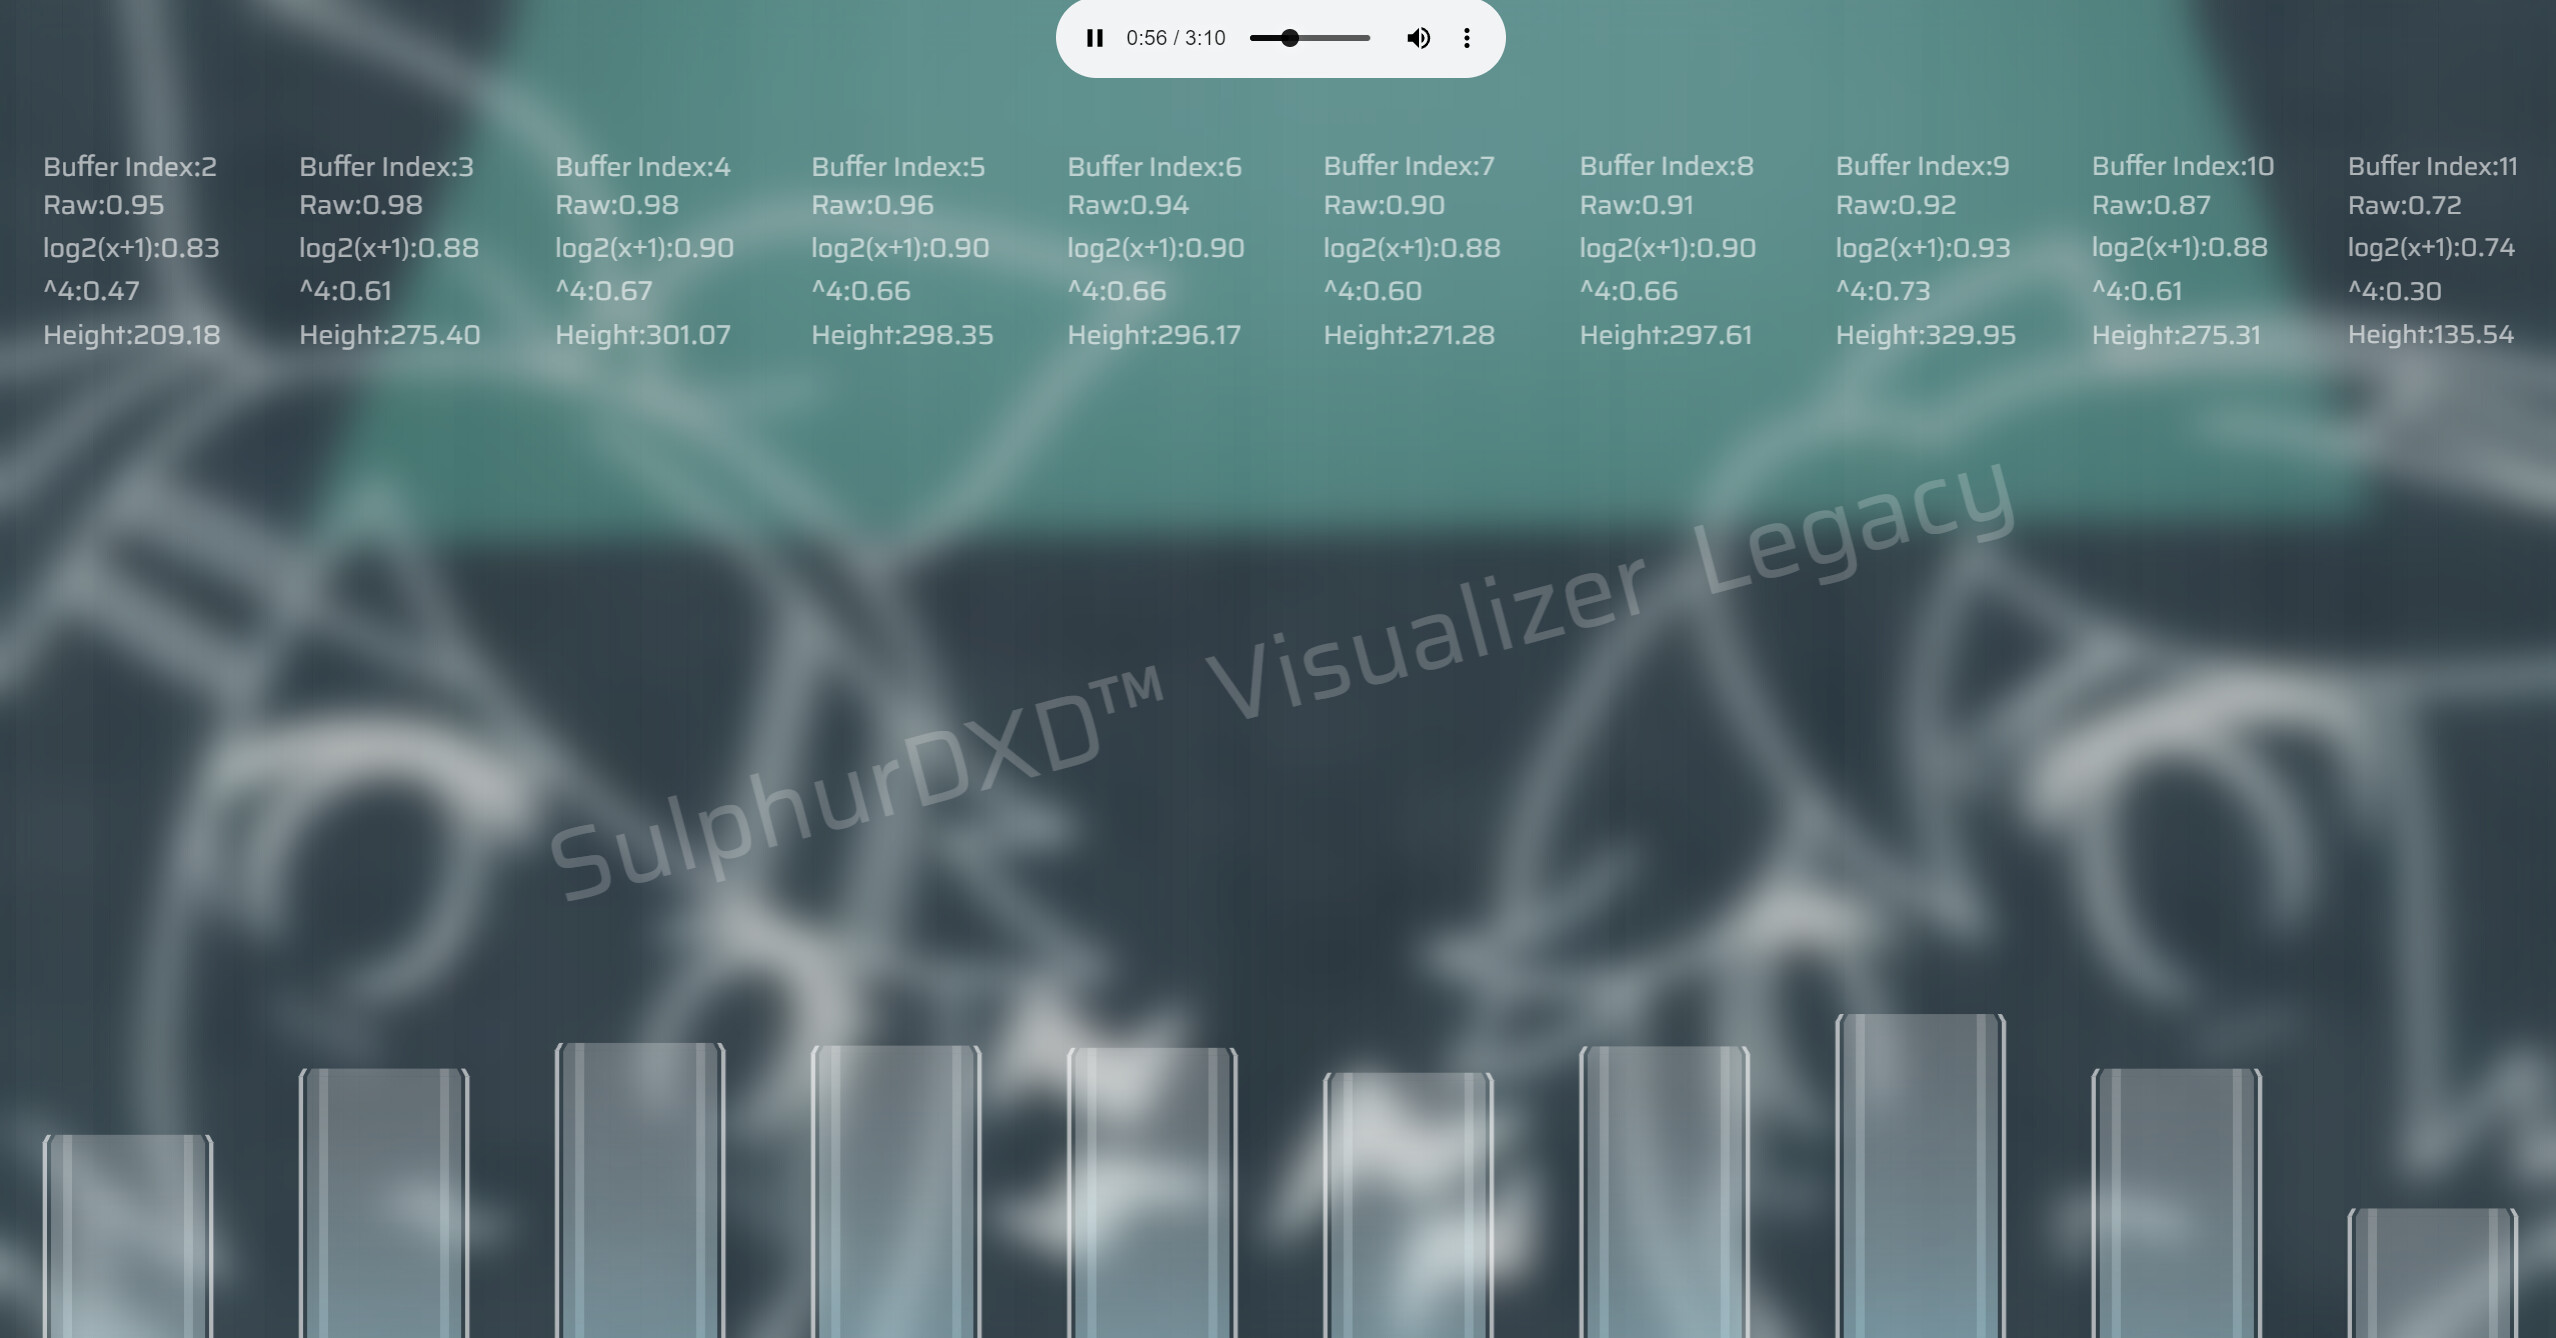 0:56 / 3:10
Buffer Index:2
Raw:0.95
log2(x+1):0.83
^4:0.47
Height:209.18
Buffer Index:3
Raw:0.98
log2(x+1):0.88
^4:0.61
Height:275.40
Buffer Index:4
Raw:0.98
log2(x+1):0.90
^4:0.67
Height:301.07
Buffer Index:5
Raw:0.96
log2(x+1):0.90
^4:0.66
Height:298.35
Buffer Index:6
Raw:0.94
log2(x+1):0.90
^4:0.66
Height:296.17
Buffer Index:7
Raw:0.90
log2(x+1):0.88
^4:0.60
Height:271.28
Buffer Index:8
Raw:0.91
log2(x+1):0.90
^4:0.66
Height:297.61
Buffer Index:9
Raw:0.92
log2(x+1):0.93
^4:0.73
Height:329.95
Buffer Index:10
Raw:0.87
log2(x+1):0.88
^4:0.61
Height:275.31
Buffer Index:11
Raw:0.72
log2(x+1):0.74
^4:0.30
Height:135.54
SulphurDXD™ Visualizer Legacy